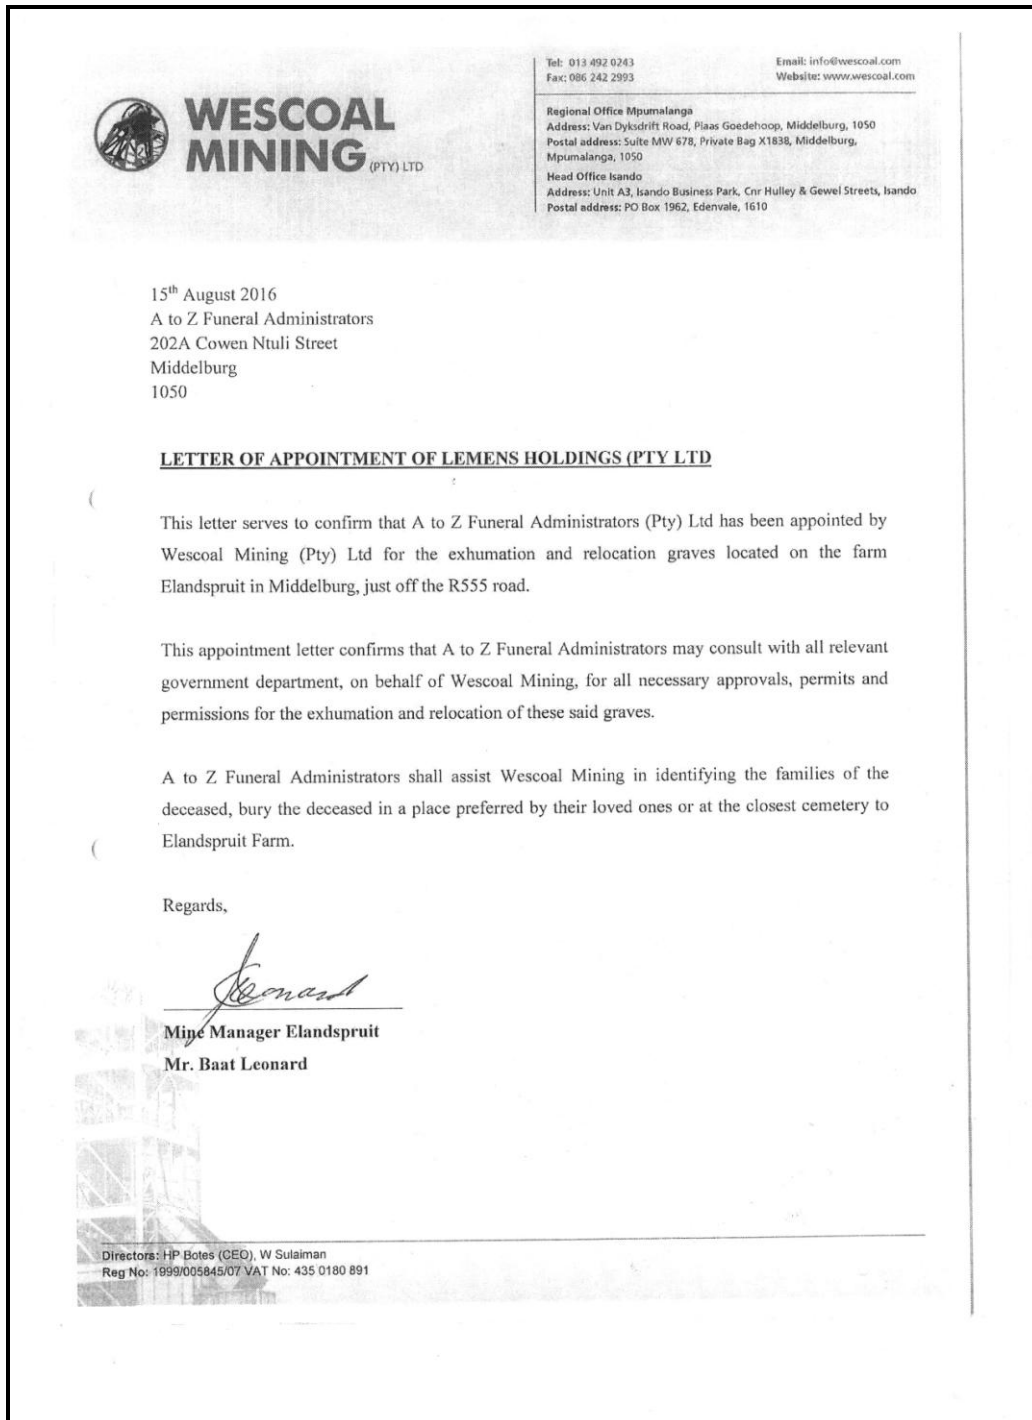 WESCOAL
MINING (PTY) LTD
Tel: 013 492 0243
Fax: 086 242 2993
Email: info@wescoal.com
Website: www.wescoal.com
Regional Office Mpumalanga
Address: Van Dyksdrift Road, Plaas Goedehoop, Middelburg, 1050
Postal address: Suite MW 678, Private Bag X1838, Middelburg,
Mpumalanga, 1050
Head Office Isando
Address: Unit A3, Isando Business Park, Cnr Hulley & Gewel Streets, Isando
Postal address: PO Box 1962, Edenvale, 1610
15th August 2016
A to Z Funeral Administrators
202A Cowen Ntuli Street
Middelburg
1050
LETTER OF APPOINTMENT OF LEMENS HOLDINGS (PTY LTD
This letter serves to confirm that A to Z Funeral Administrators (Pty) Ltd has been appointed by
Wescoal Mining (Pty) Ltd for the exhumation and relocation graves located on the farm
Elandspruit in Middelburg, just off the R555 road.
This appointment letter confirms that A to Z Funeral Administrators may consult with all relevant
government department, on behalf of Wescoal Mining, for all necessary approvals, permits and
permissions for the exhumation and relocation of these said graves.
A to Z Funeral Administrators shall assist Wescoal Mining in identifying the families of the
deceased, bury the deceased in a place preferred by their loved ones or at the closest cemetery to
Elandspruit Farm.
Regards,
Leonard
Mine Manager Elandspruit
Mr. Baat Leonard
Directors: HP Botes (CEO), W Sulaiman
Reg No: 1999/005845/07 VAT No: 435 0180 891